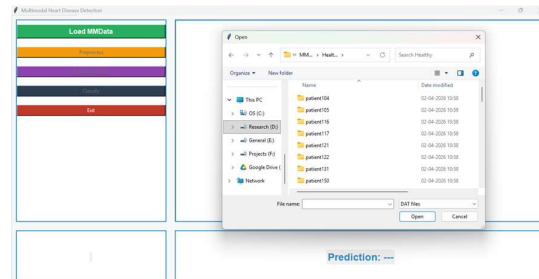 Multimodal Heart Disease Detection
Load MMData
Preprocess
Classify
Exit
Open
MM... › Healt... ›
Search Healthy
Organize
New folder
Name
Date modified
This PC
OS (C:)
Research (D:)
General (E:)
Projects (F:)
Google Drive (
Network
patient104 02-04-2026 10:58
patient105 02-04-2026 10:58
patient116 02-04-2026 10:58
patient117 02-04-2026 10:58
patient121 02-04-2026 10:58
patient122 02-04-2026 10:58
patient131 02-04-2026 10:58
patient150 02-04-2026 10:58
File name:
DAT files
Open
Cancel
Prediction: ---